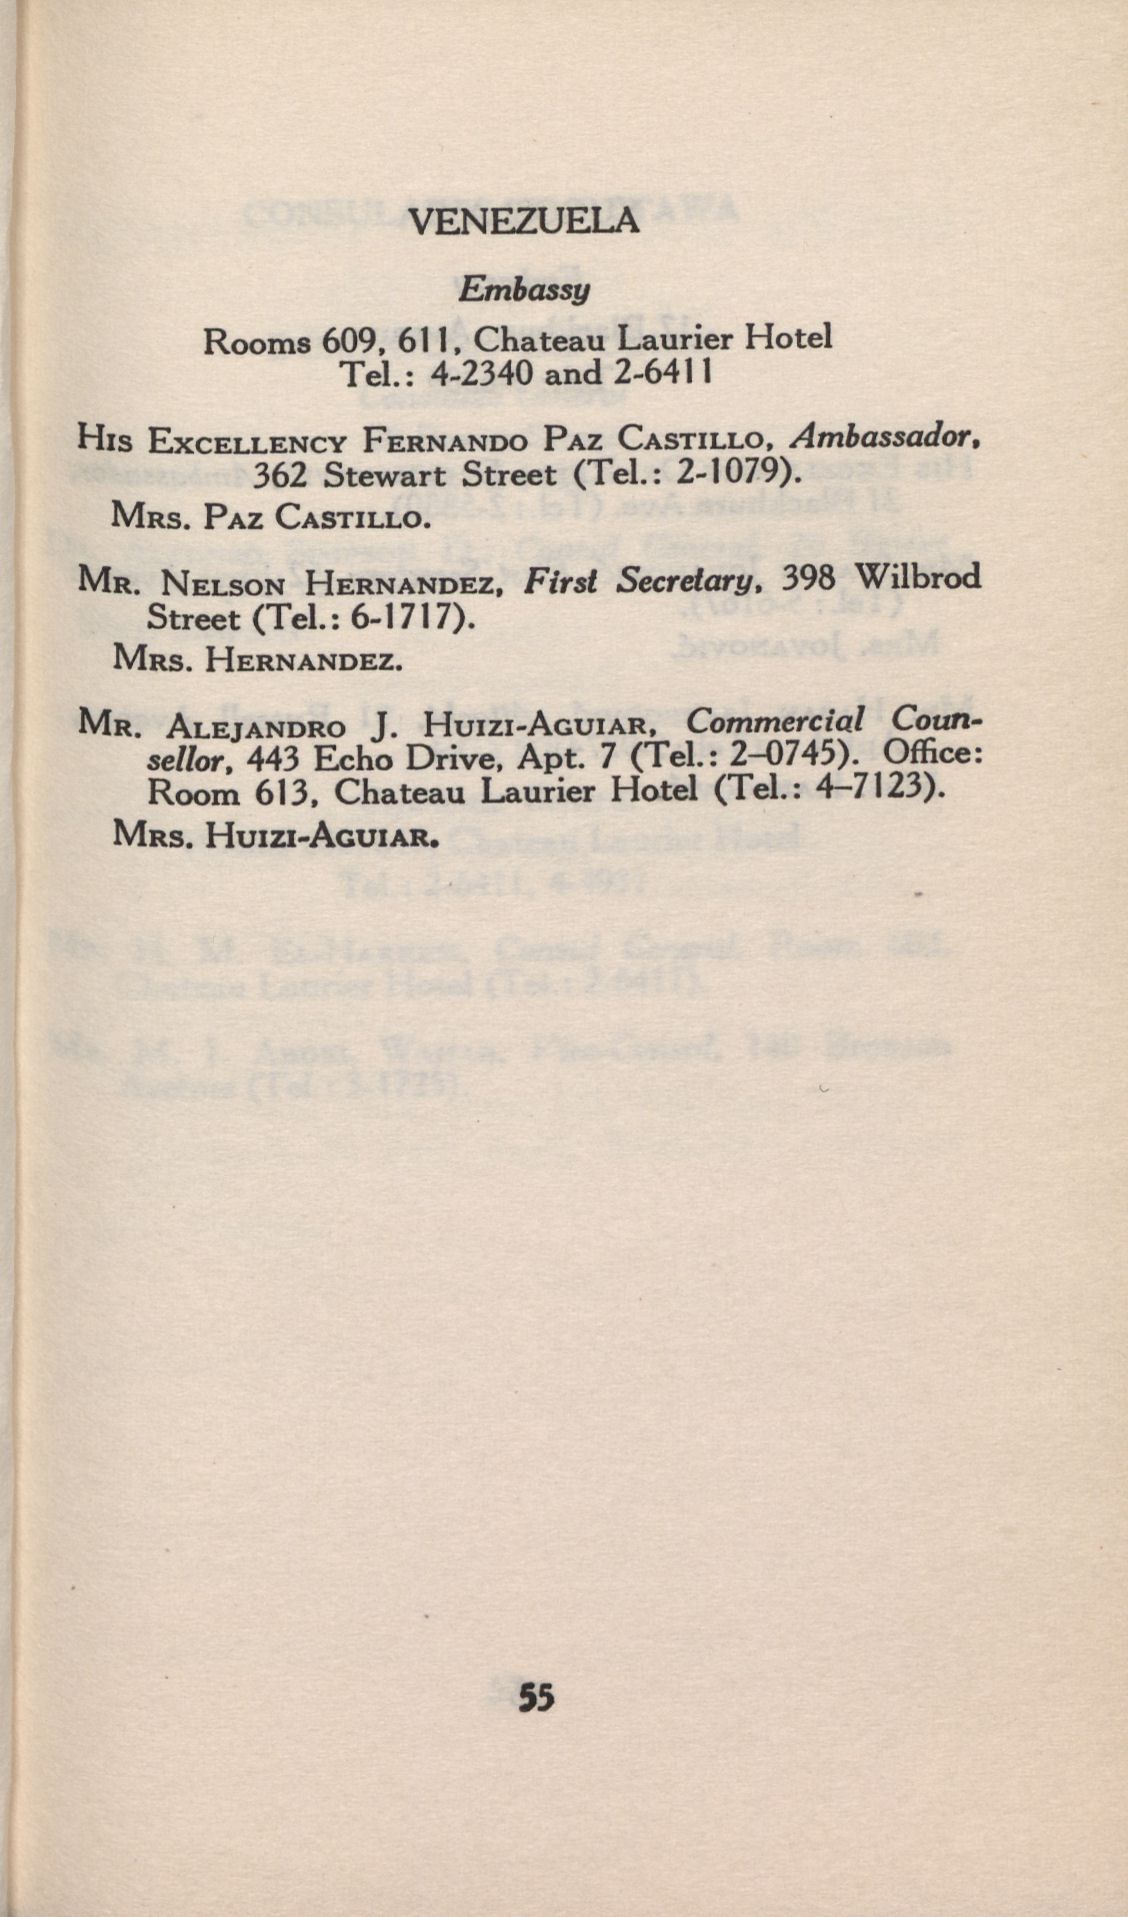 VENEZUELA
Embassy
Rooms 609, 611, Chateau Laurier Hotel
Tel.: 4-2340 and 2-6411
His Excellency Fernando Paz Castillo, Ambassador,
362 Stewart Street (Tel.: 2-1079).
Mrs. Paz Castillo.
Mr. Nelson Hernandez, First Secretary, 398 Wilbrod
Street (Tel.: 6-1717).
Mrs. Hernandez.
Mr. Alejandro J. Huizi-Aguiar, Commercial Coun-
sellor, 443 Echo Drive, Apt. 7 (Tel.: 2–0745). Office:
Room 613, Chateau Laurier Hotel (Tel.: 4–7123).
Mrs. Huizi-Aguiar.
55